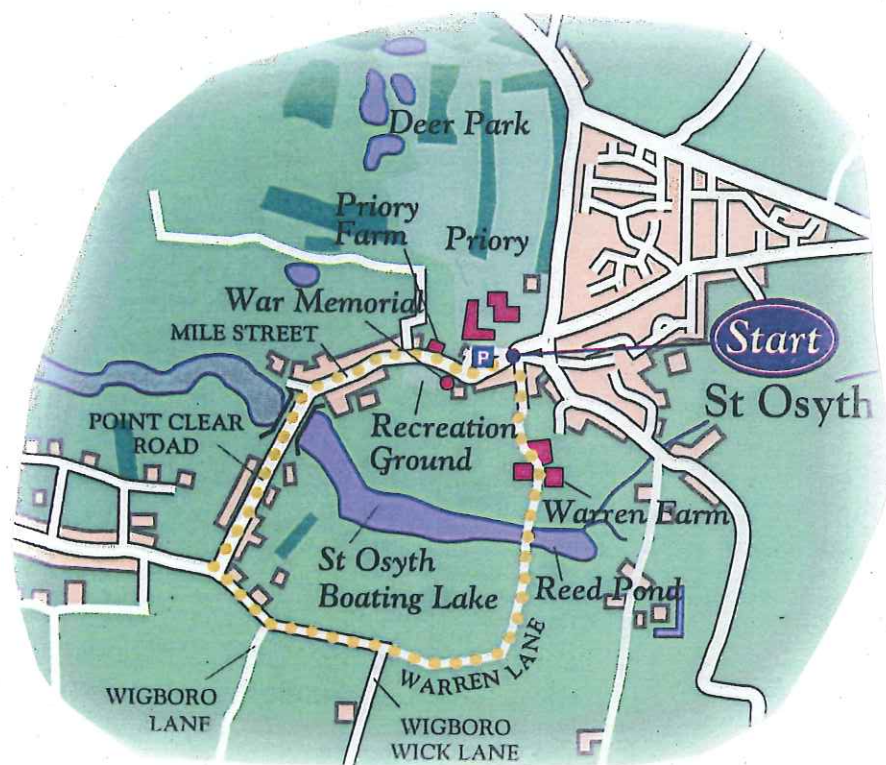 Deer Park
Priory
Farm
Priory
War Memorial
MILE STREET
P
Start
St Osyth
POINT CLEAR
ROAD
Recreation
Ground
Warren Farm
St Osyth
Boating Lake
Reed Pond
WARREN LANE
WIGBORO
LANE
WIGBORO
WICK LANE